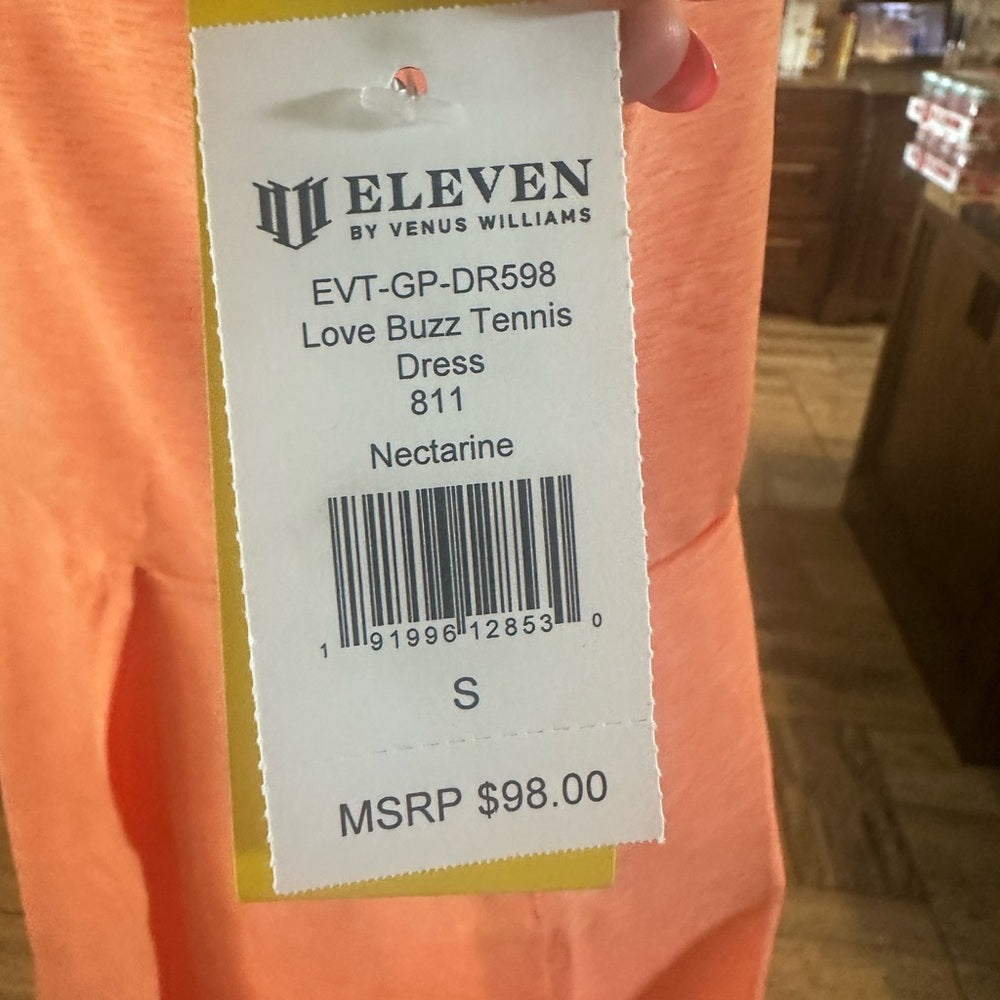 ELEVEN
BY VENUS WILLIAMS
EVT-GP-DR598
Love Buzz Tennis
Dress
811
Nectarine
1 91996 12853 0
S
MSRP $98.00